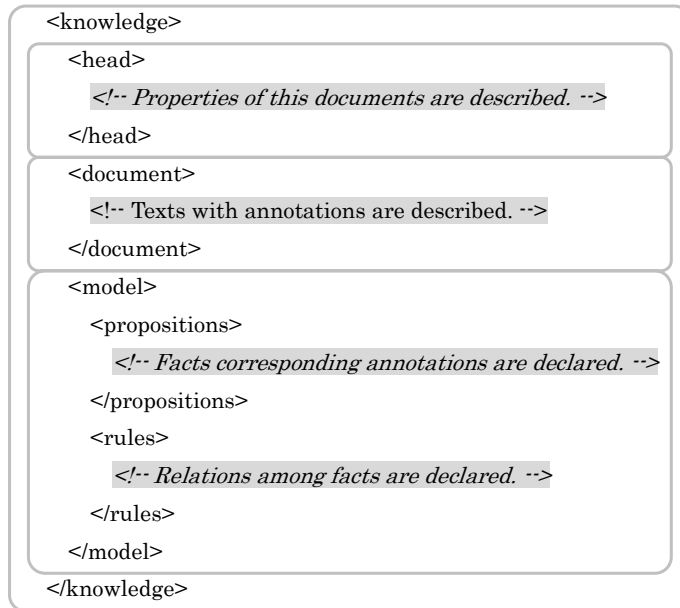 <knowledge>
<head>
<!-- Properties of this documents are described. -->
</head>
<document>
<!-- Texts with annotations are described. -->
</document>
<model>
<propositions>
<!-- Facts corresponding annotations are declared. -->
</propositions>
<rules>
<!-- Relations among facts are declared. -->
</rules>
</model>
</knowledge>